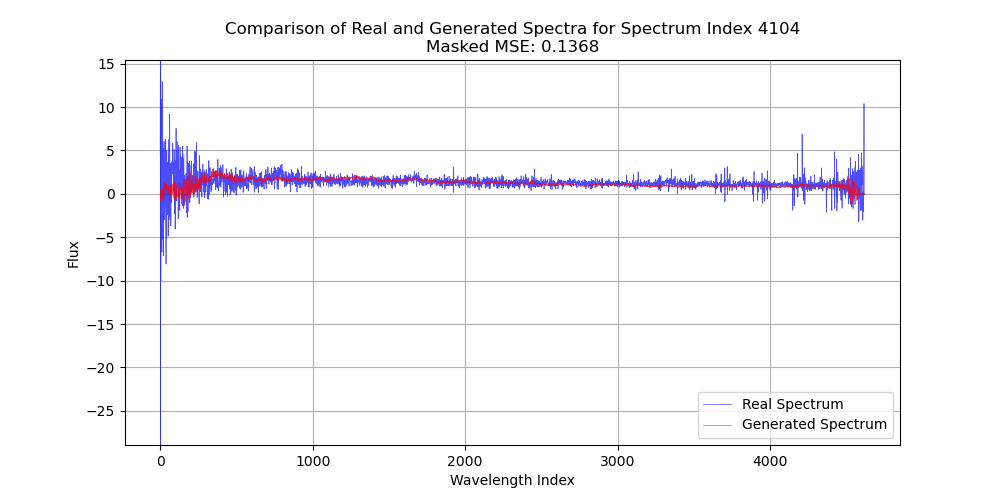 Comparison of Real and Generated Spectra for Spectrum Index 4104
Masked MSE: 0.1368
15
10
5
0
−5
−10
−15
−20
−25
Flux
0
1000
2000
3000
4000
Wavelength Index
Real Spectrum
Generated Spectrum